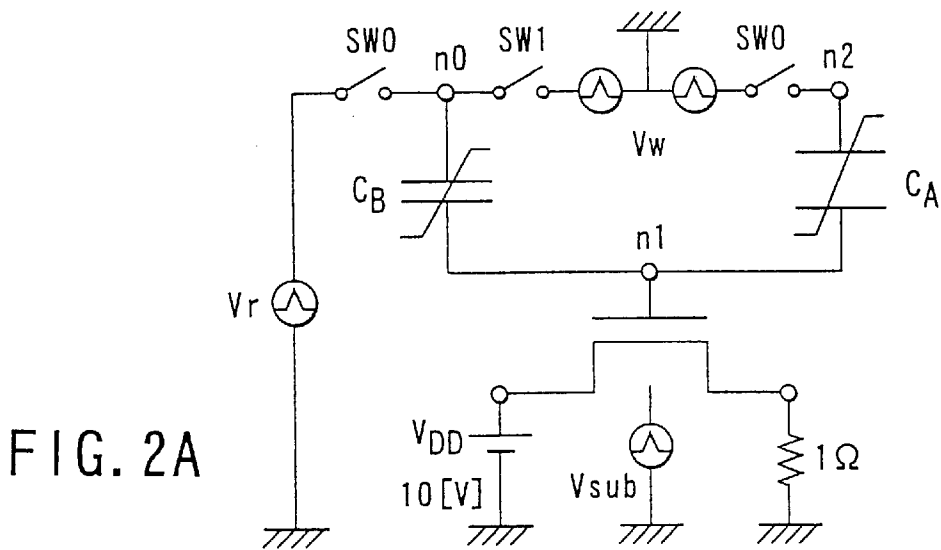 SW0 n0 SW1 SW0 n2
Vw
C_B C_A
n1
Vr
V_DD
10[V] Vsub 1Ω
FIG. 2A